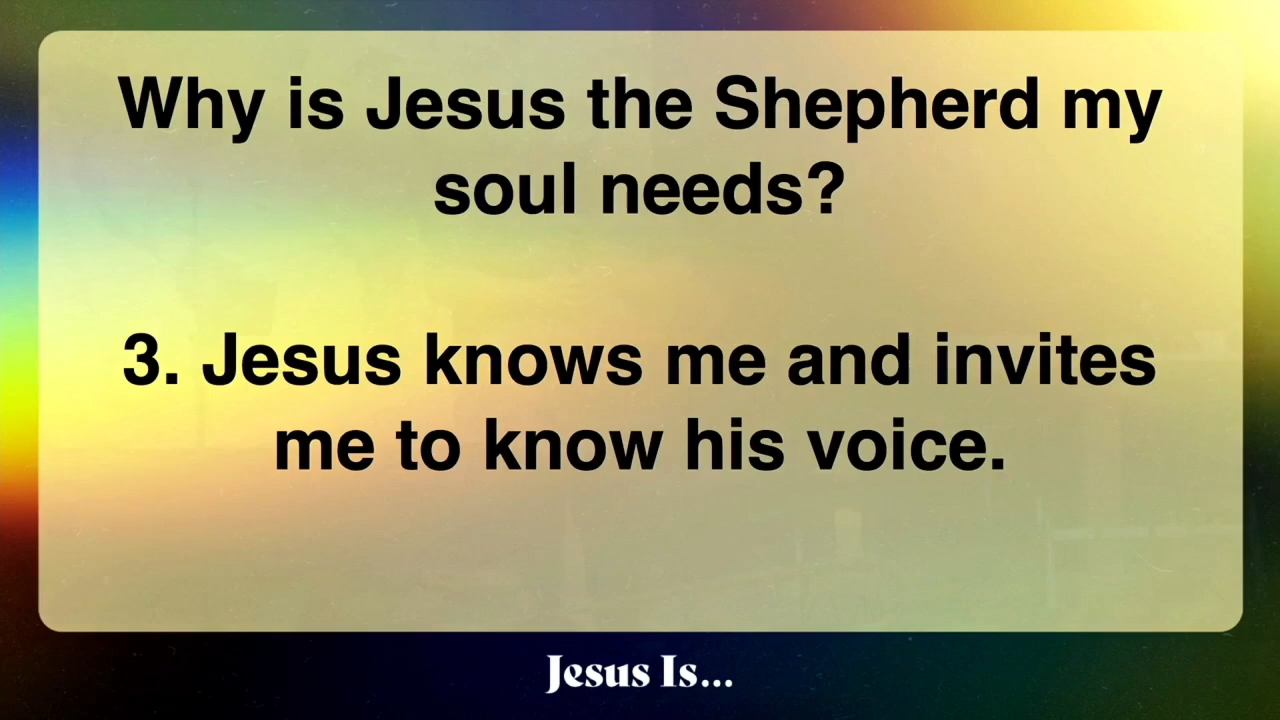 Why is Jesus the Shepherd my
soul needs?
3. Jesus knows me and invites
me to know his voice.
Jesus Is...